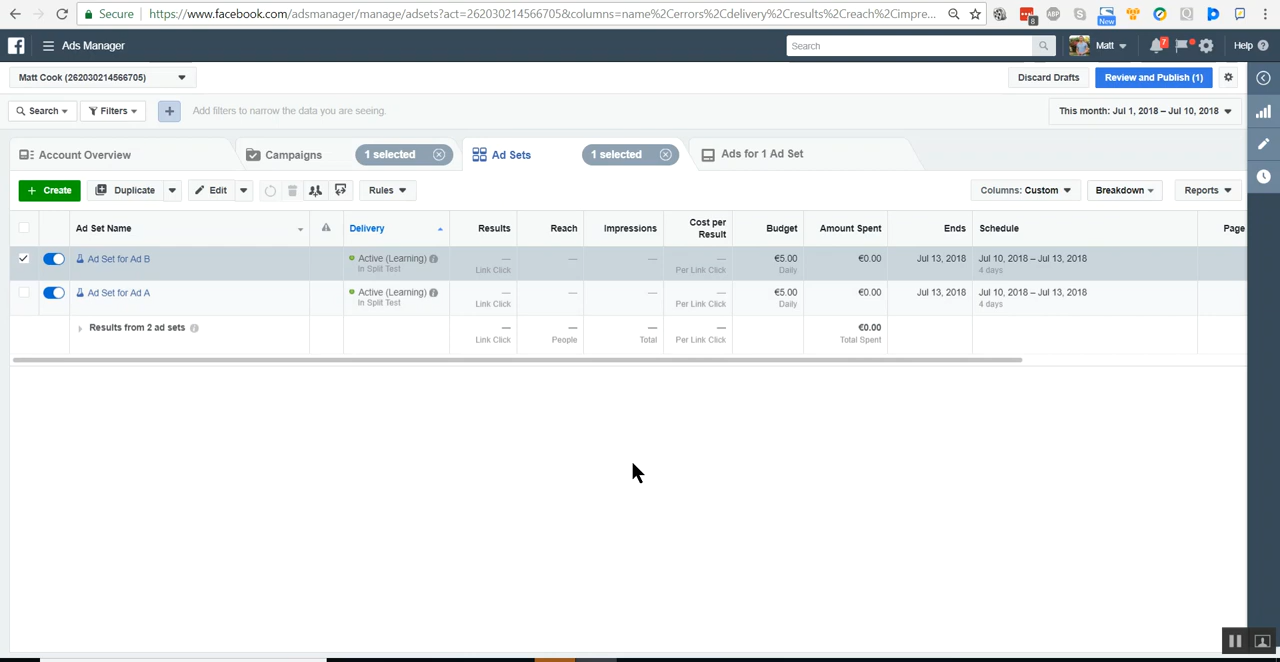 Secure
https://www.facebook.com/adsmanager/manage/adsets?act=262030214566705&columns=name%2Cerrors%2Cdelivery%2Cresults%2Creach%2Cimpre...
8
ABP
New
Ads Manager
Search
Matt
7
Help
Matt Cook (262030214566705)
Discard Drafts
Review and Publish (1)
Search
Filters
Add filters to narrow the data you are seeing.
This month: Jul 1, 2018 – Jul 10, 2018
Account Overview
Campaigns
1 selected
Ad Sets
1 selected
Ads for 1 Ad Set
+ Create
Duplicate
Edit
Rules
Columns: Custom
Breakdown
Reports
Ad Set Name
Delivery
Results
Reach
Impressions
Cost per
Result
Budget
Amount Spent
Ends
Schedule
Page
Ad Set for Ad B
Active (Learning)
In Split Test
—
Link Click
—
—
—
Per Link Click
€5.00
Daily
€0.00
Jul 13, 2018
Jul 10, 2018 – Jul 13, 2018
4 days
Ad Set for Ad A
Active (Learning)
In Split Test
—
Link Click
—
—
—
Per Link Click
€5.00
Daily
€0.00
Jul 13, 2018
Jul 10, 2018 – Jul 13, 2018
4 days
Results from 2 ad sets
—
Link Click
—
People
—
Total
—
Per Link Click
€0.00
Total Spent